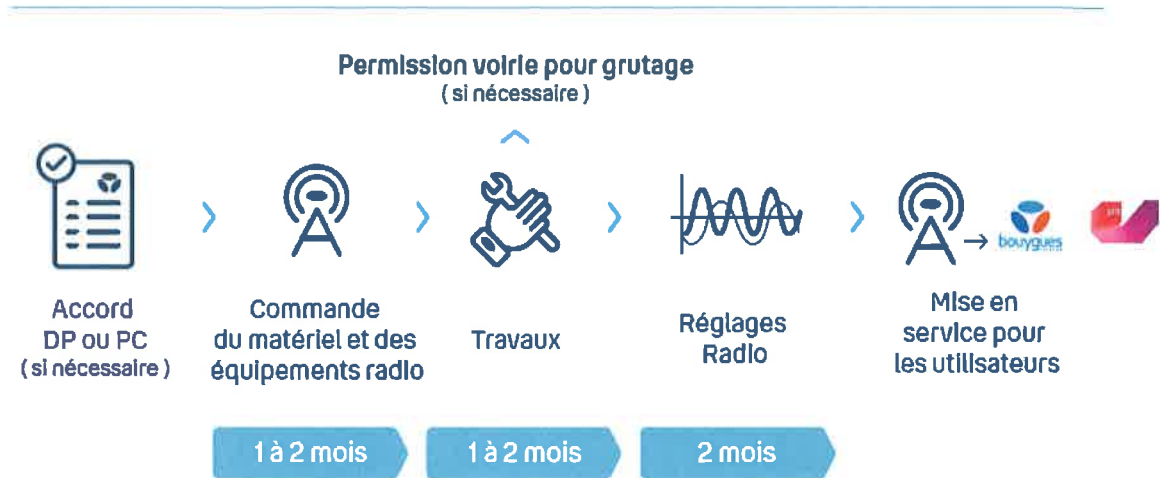 Permission voirie pour grutage
( si nécessaire )
bouygues
Accord
DP ou PC
( si nécessaire )
Commande
du matériel et des
équipements radio
Travaux
Réglages
Radio
Mise en
service pour
les utilisateurs
1 à 2 mois
1 à 2 mois
2 mois